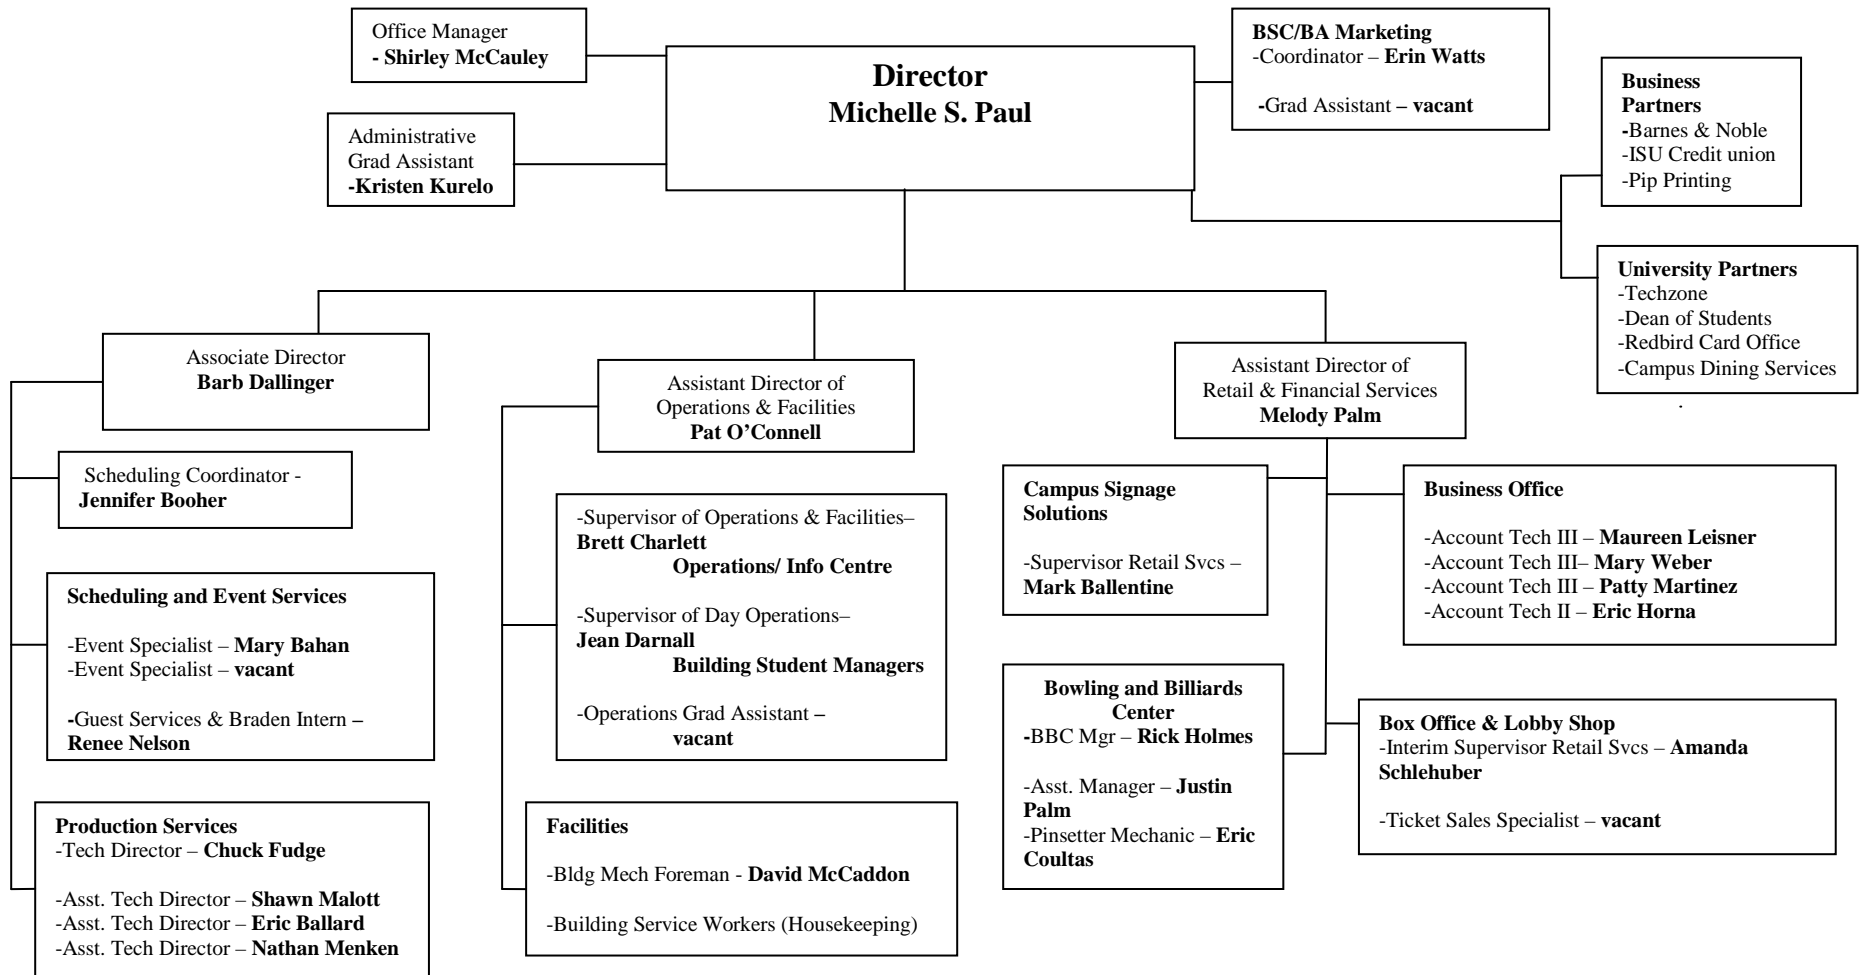 Office Manager
- Shirley McCauley
Administrative
Grad Assistant
-Kristen Kurelo
Director
Michelle S. Paul
BSC/BA Marketing
-Coordinator – Erin Watts
-Grad Assistant – vacant
Business
Partners
-Barnes & Noble
-ISU Credit union
-Pip Printing
University Partners
-Techzone
-Dean of Students
-Redbird Card Office
-Campus Dining Services
.
Associate Director
Barb Dallinger
Scheduling Coordinator -
Jennifer Booher
Scheduling and Event Services
-Event Specialist – Mary Bahan
-Event Specialist – vacant
-Guest Services & Braden Intern –
Renee Nelson
Production Services
-Tech Director – Chuck Fudge
-Asst. Tech Director – Shawn Malott
-Asst. Tech Director – Eric Ballard
-Asst. Tech Director – Nathan Menken
Assistant Director of
Operations & Facilities
Pat O’Connell
-Supervisor of Operations & Facilities–
Brett Charlett
Operations/ Info Centre
-Supervisor of Day Operations–
Jean Darnall
Building Student Managers
-Operations Grad Assistant –
vacant
Facilities
-Bldg Mech Foreman - David McCaddon
-Building Service Workers (Housekeeping)
Assistant Director of
Retail & Financial Services
Melody Palm
Campus Signage
Solutions
-Supervisor Retail Svcs –
Mark Ballentine
Bowling and Billiards
Center
-BBC Mgr – Rick Holmes
-Asst. Manager – Justin
Palm
-Pinsetter Mechanic – Eric
Coultas
Business Office
-Account Tech III – Maureen Leisner
-Account Tech III– Mary Weber
-Account Tech III – Patty Martinez
-Account Tech II – Eric Horna
Box Office & Lobby Shop
-Interim Supervisor Retail Svcs – Amanda
Schlehuber
-Ticket Sales Specialist – vacant